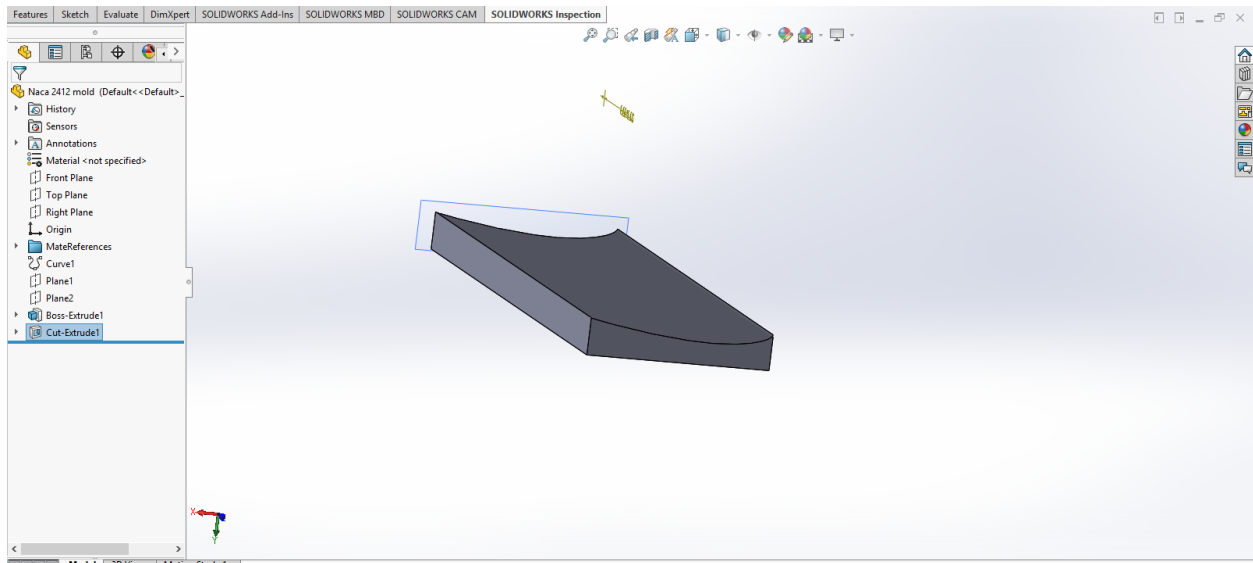 Features Sketch Evaluate DimXpert SOLIDWORKS Add-Ins SOLIDWORKS MBD SOLIDWORKS CAM SOLIDWORKS Inspection
Naca 2412 mold (Default<<Default>_
History
Sensors
Annotations
Material <not specified>
Front Plane
Top Plane
Right Plane
Origin
MateReferences
Curve1
Plane1
Plane2
Boss-Extrude1
Cut-Extrude1
X
Y